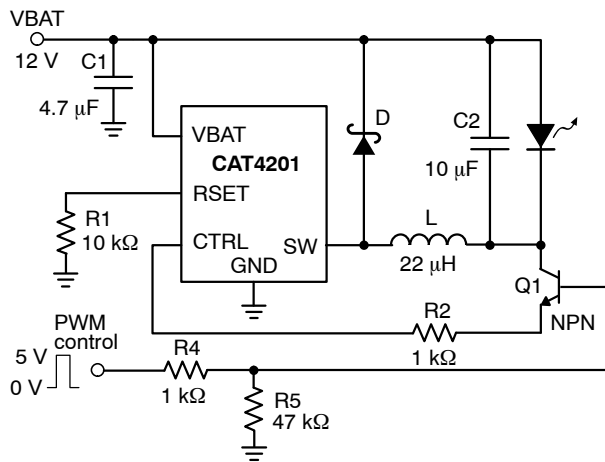 VBAT
12 V
C1
4.7 μF
VBAT
CAT4201
RSET
CTRL
SW
GND
D
C2
10 μF
L
22 μH
R1
10 kΩ
Q1
NPN
R2
1 kΩ
PWM
control
5 V
0 V
R4
1 kΩ
R5
47 kΩ